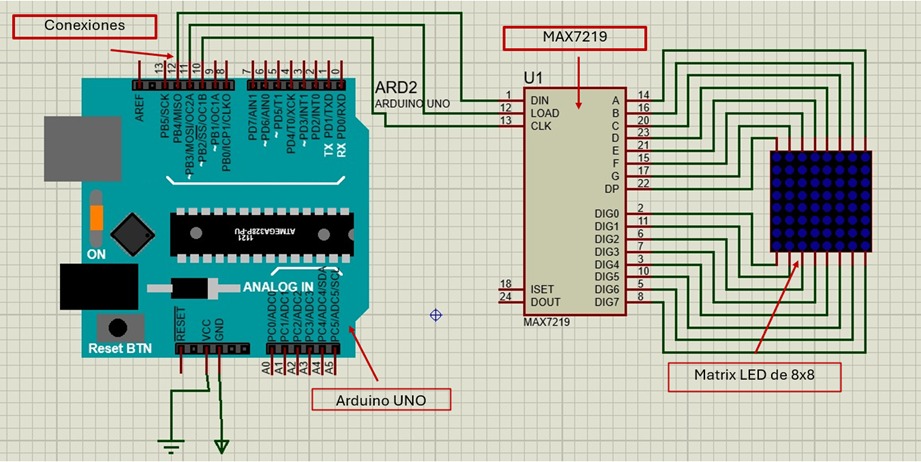 Conexiones
MAX7219
13
12
11
10
9
8
7
6
5
4
3
2
1
0
AREF
PB5/SCK
PB4/MISO
~PB3/MOSI/OC2A
~PB2/SS/OC1B
~PB1/OC1A
PB0/ICP1/CLKO
PD7/AIN1
~PD6/AIN0
~PD5/T1
PD4/T0/XCK
~PD3/INT1
PD2/INT0
PD1/TXD
PD0/RXD
TX
RX
ARD2
ARDUINO UNO
1121
ATMEGA328P-PU
ON
ANALOG IN
Reset BTN
RESET
VCC
GND
PC0/ADC0
PC1/ADC1
PC2/ADC2
PC3/ADC3
PC4/ADC4/SDA
PC5/ADC5/SCL
A0
A1
A2
A3
A4
A5
Arduino UNO
U1
1 DIN
12 LOAD
13 CLK
18 ISET
24 DOUT
A 14
B 16
C 20
D 23
E 21
F 15
G 17
DP 22
DIG0 2
DIG1 11
DIG2 6
DIG3 7
DIG4 3
DIG5 10
DIG6 5
DIG7 8
MAX7219
Matrix LED de 8x8